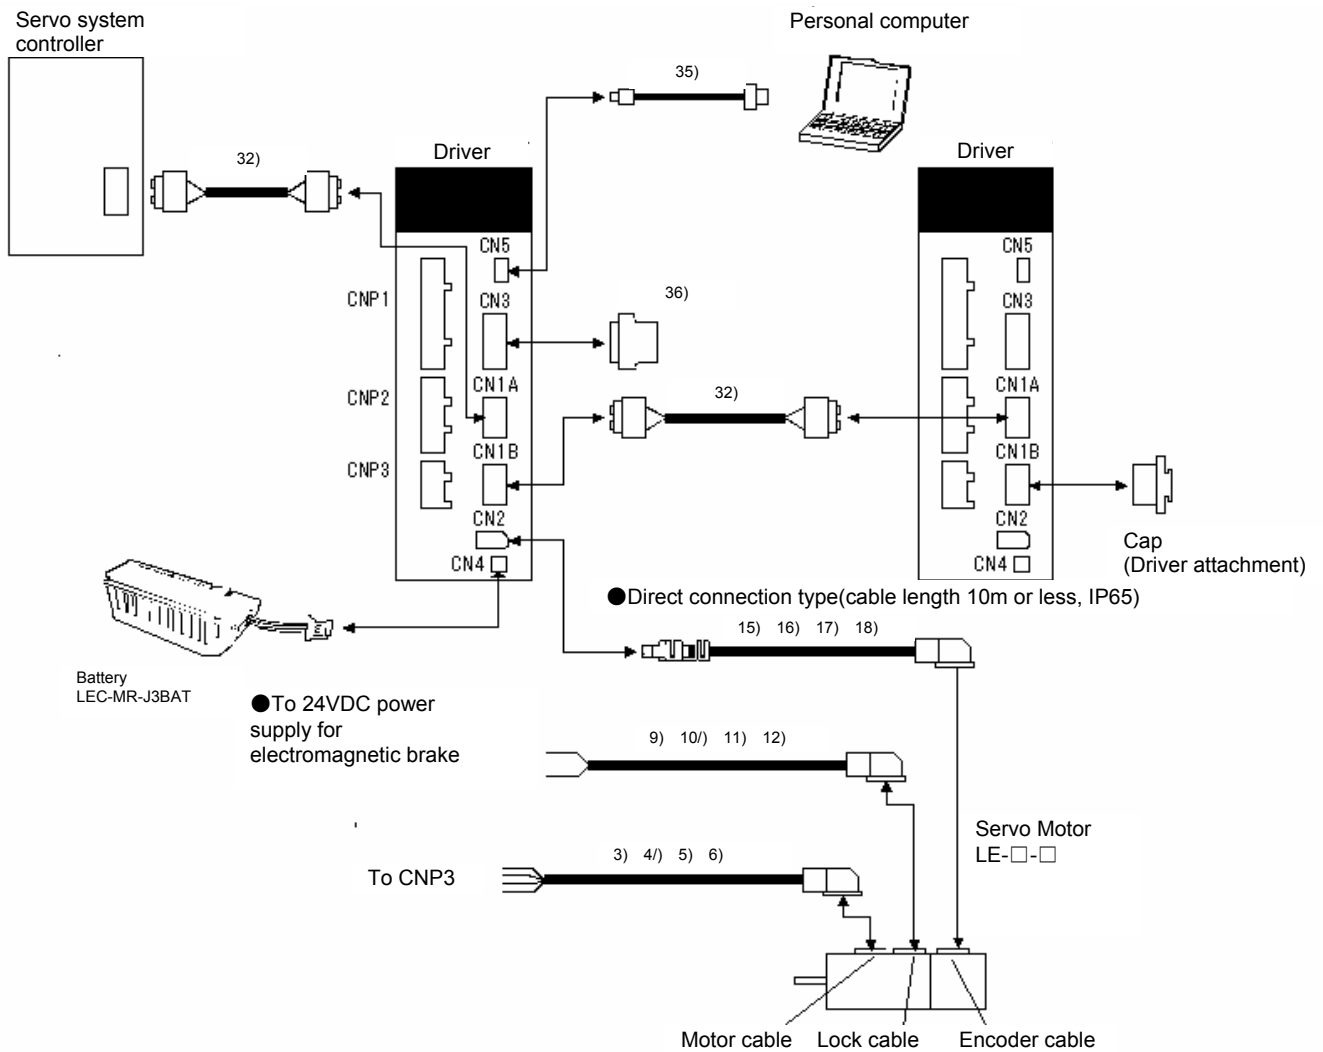 Servo system
controller
Personal computer
35)
32)
Driver
Driver
CN5
CN5
CNP1
CN3
36)
CN3
CN1A
CN1A
CNP2
32)
CN1B
CN1B
CNP3
CN2
CN2
Cap
(Driver attachment)
CN4
CN4
●Direct connection type(cable length 10m or less, IP65)
15) 16) 17) 18)
Battery
LEC-MR-J3BAT
●To 24VDC power
supply for
electromagnetic brake
9) 10/) 11) 12)
Servo Motor
LE-□-□
3) 4/) 5) 6)
To CNP3
Motor cable Lock cable Encoder cable